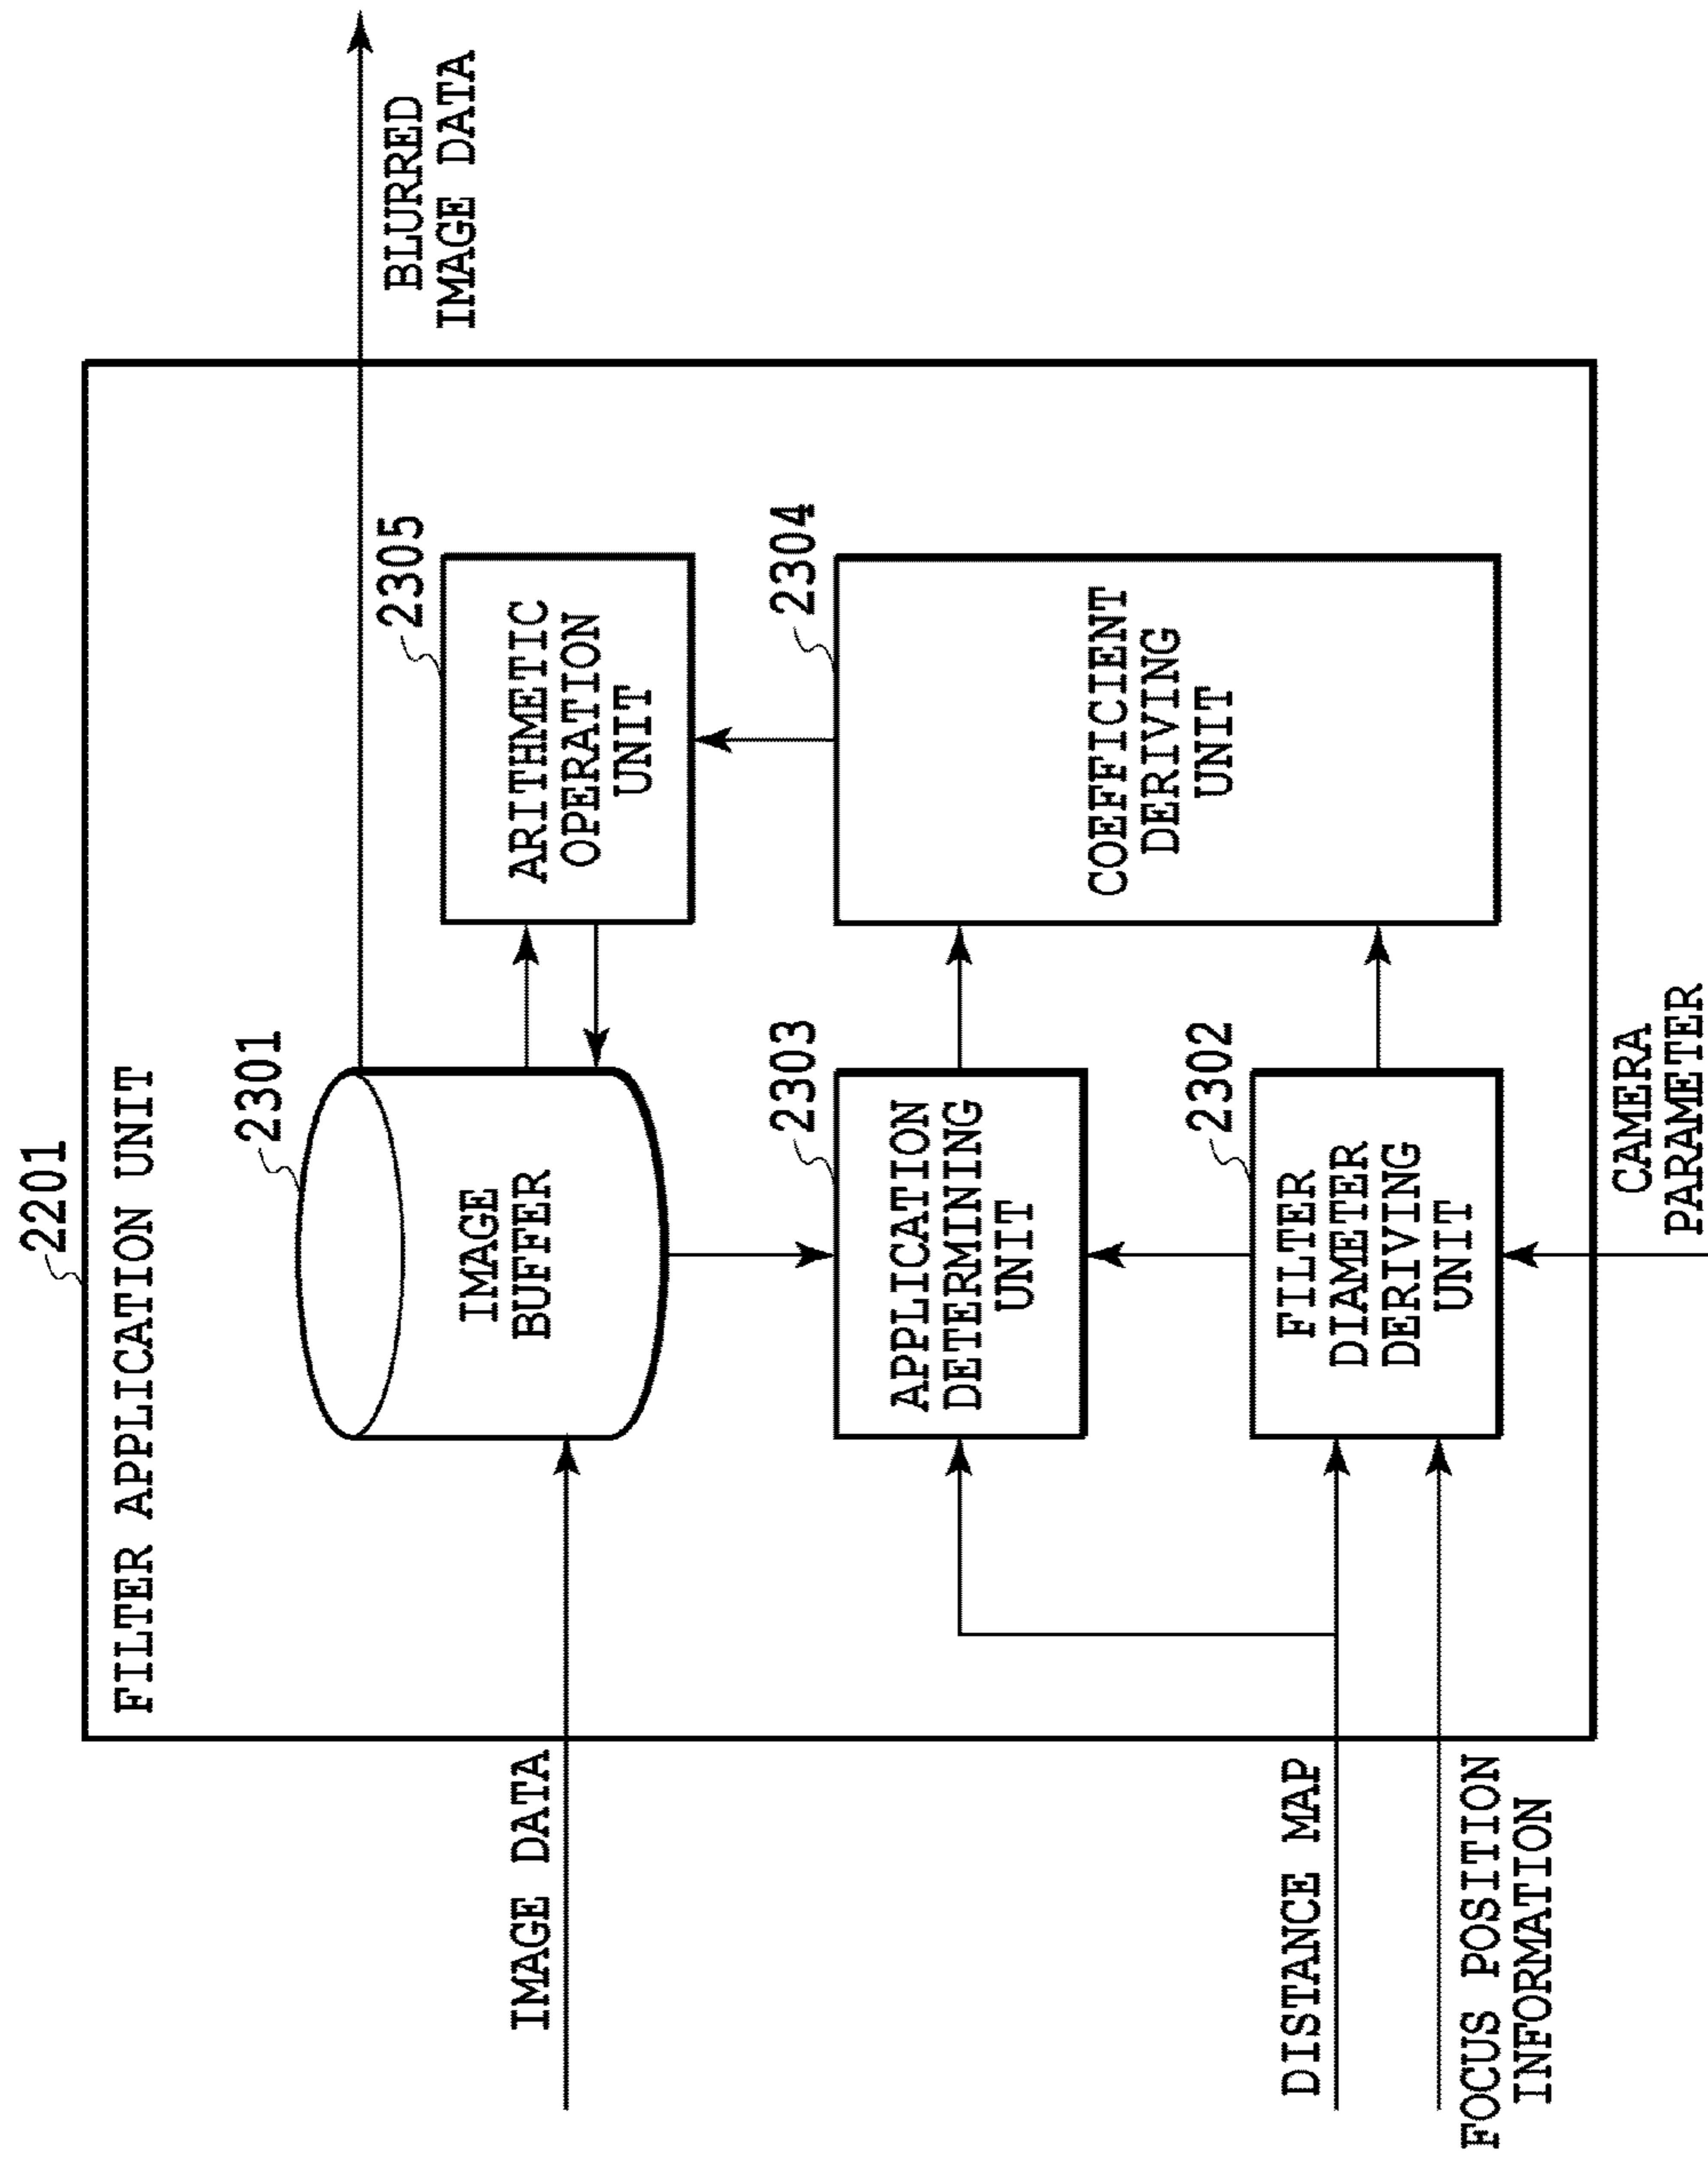 2201
FILTER APPLICATION UNIT
2301
IMAGE
BUFFER
2305
ARITHMETIC
OPERATION
UNIT
BLURRED
IMAGE DATA
IMAGE DATA
2303
APPLICATION
DETERMINING
UNIT
2304
COEFFICIENT
DERIVING
UNIT
DISTANCE MAP
2302
FILTER
DIAMETER
DERIVING
UNIT
FOCUS POSITION
INFORMATION
CAMERA
PARAMETER